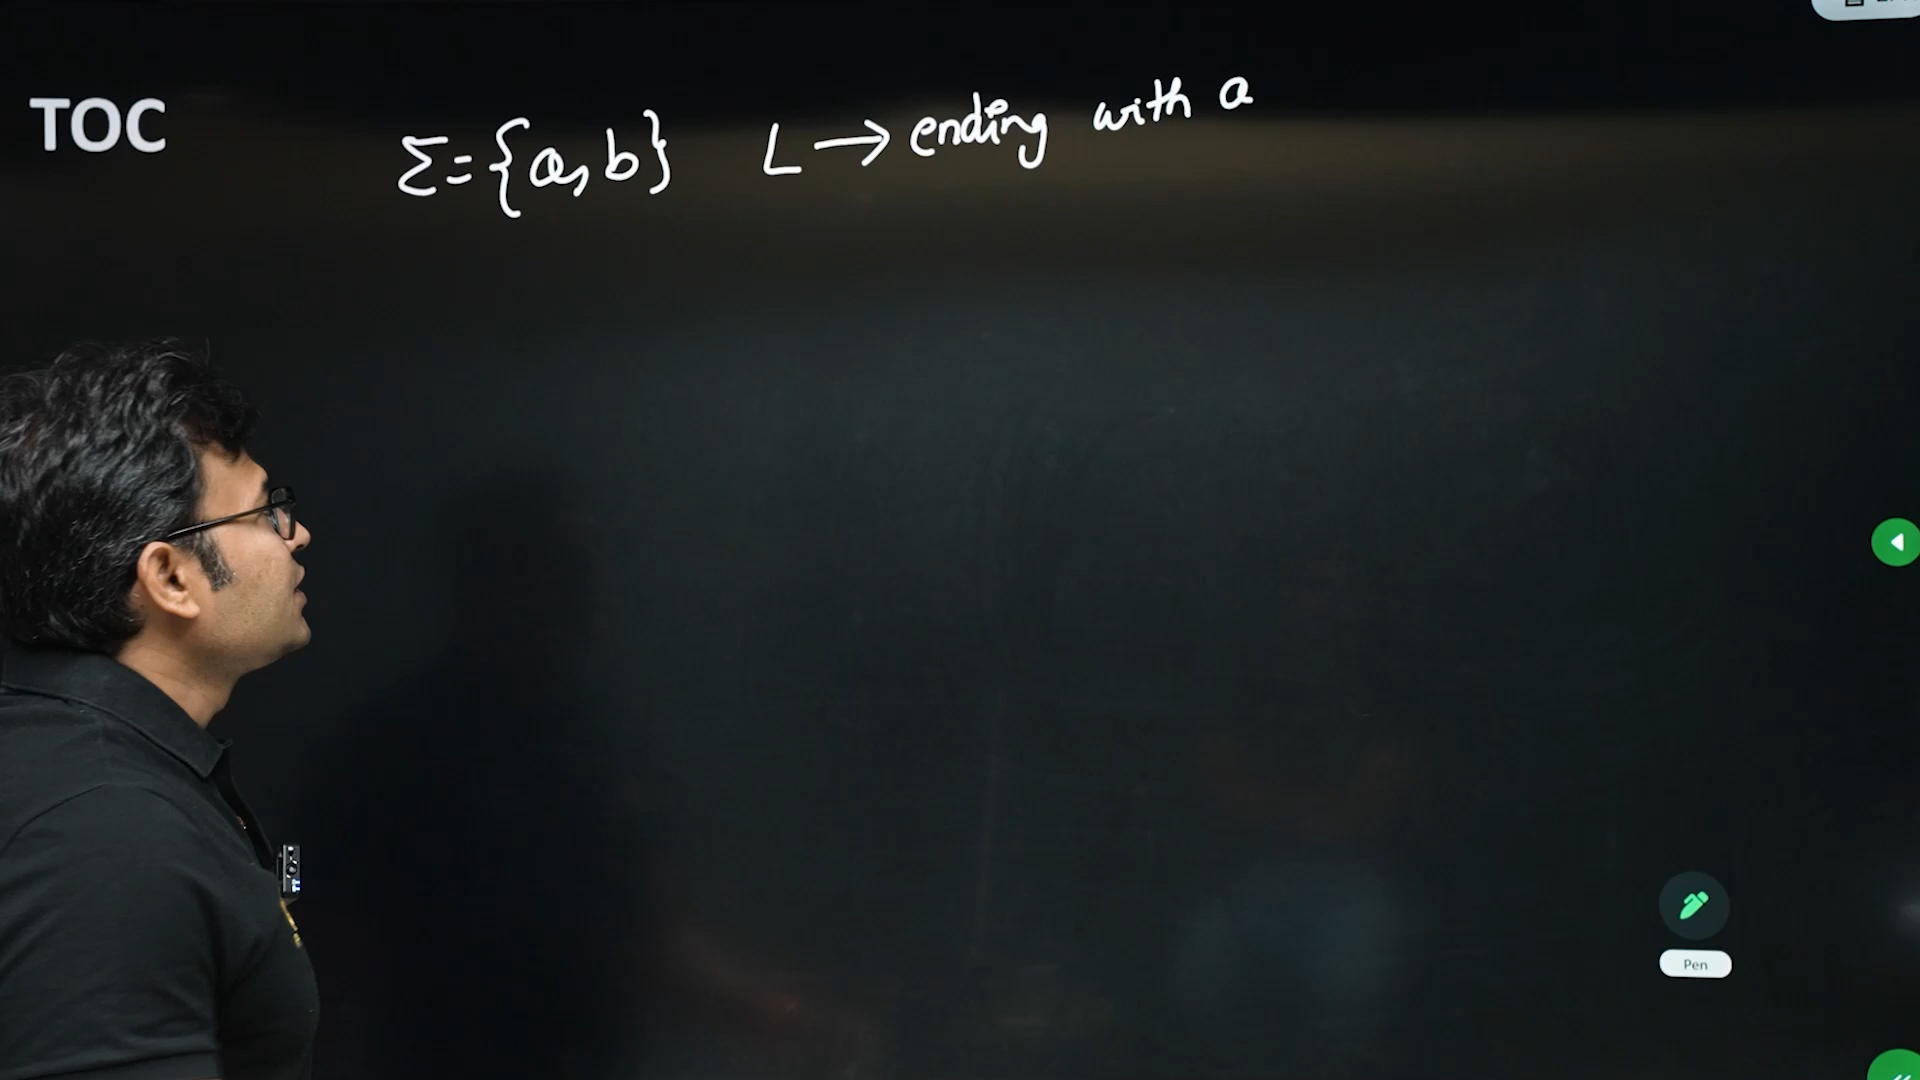 TOC
Σ={a,b} L → ending with a
Pen